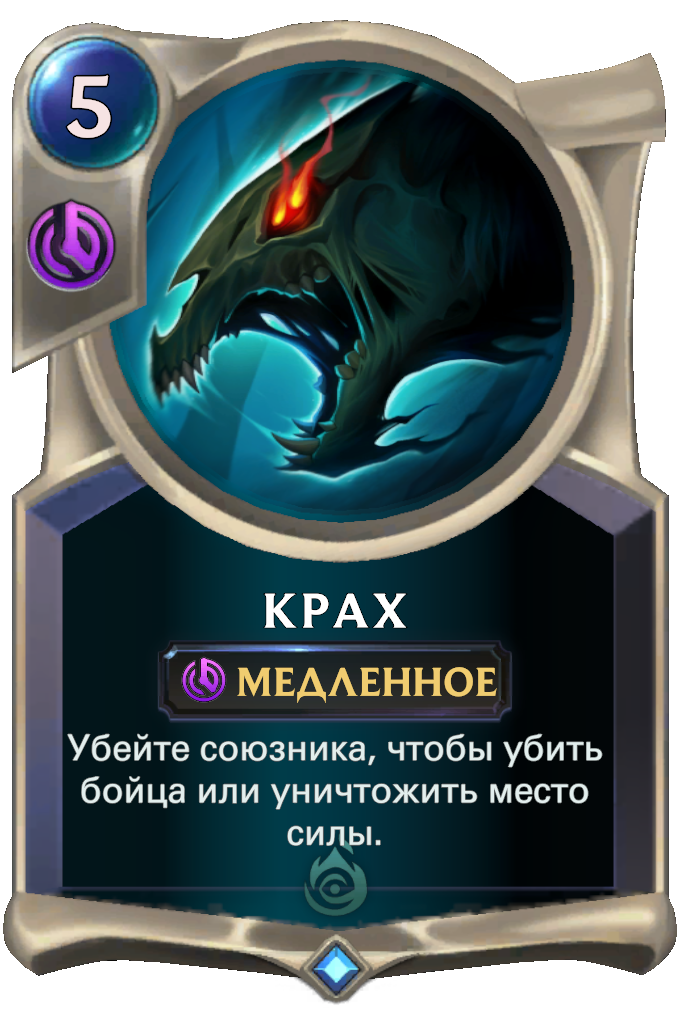 5
КРАХ
МЕДЛЕННОЕ
Убейте союзника, чтобы убить
бойца или уничтожить место
силы.